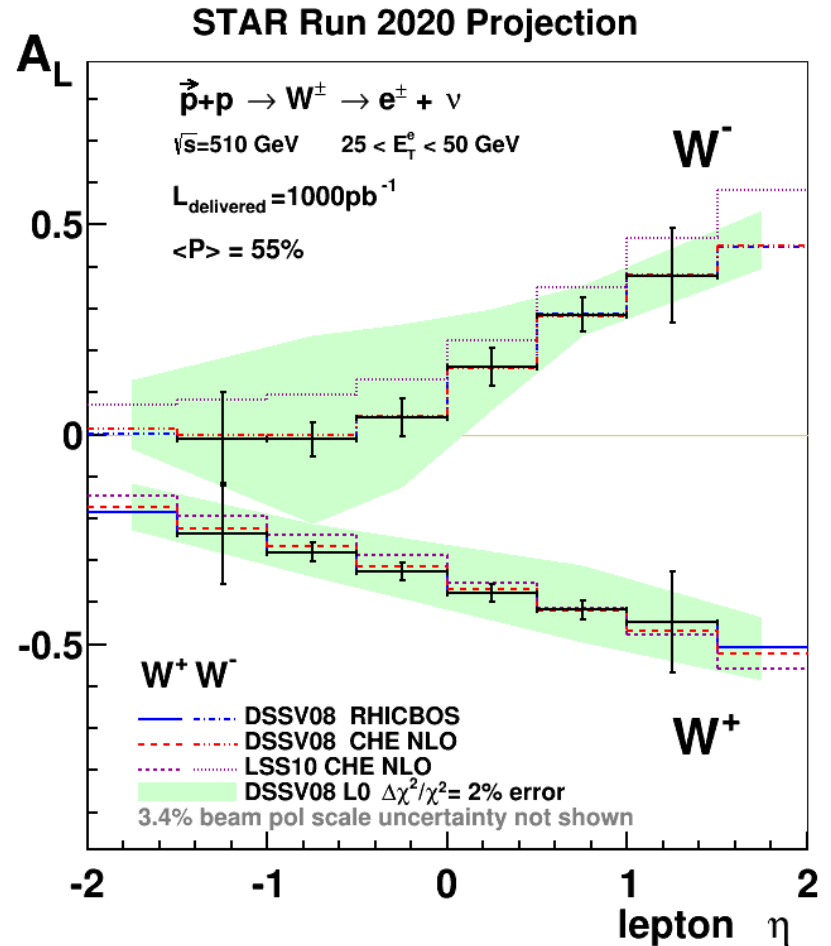 STAR Run 2020 Projection
A_L
p⃗+p → W± → e± + ν
√s=510 GeV 25 < E_T^e < 50 GeV
L_delivered =1000pb⁻¹
<P> = 55%
W⁻
0.5
0
-0.5
W⁺ W⁻
DSSV08 RHICBOS
DSSV08 CHE NLO
LSS10 CHE NLO
DSSV08 L0 Δχ²/χ²= 2% error
3.4% beam pol scale uncertainty not shown
W⁺
-2 -1 0 1 2
lepton η